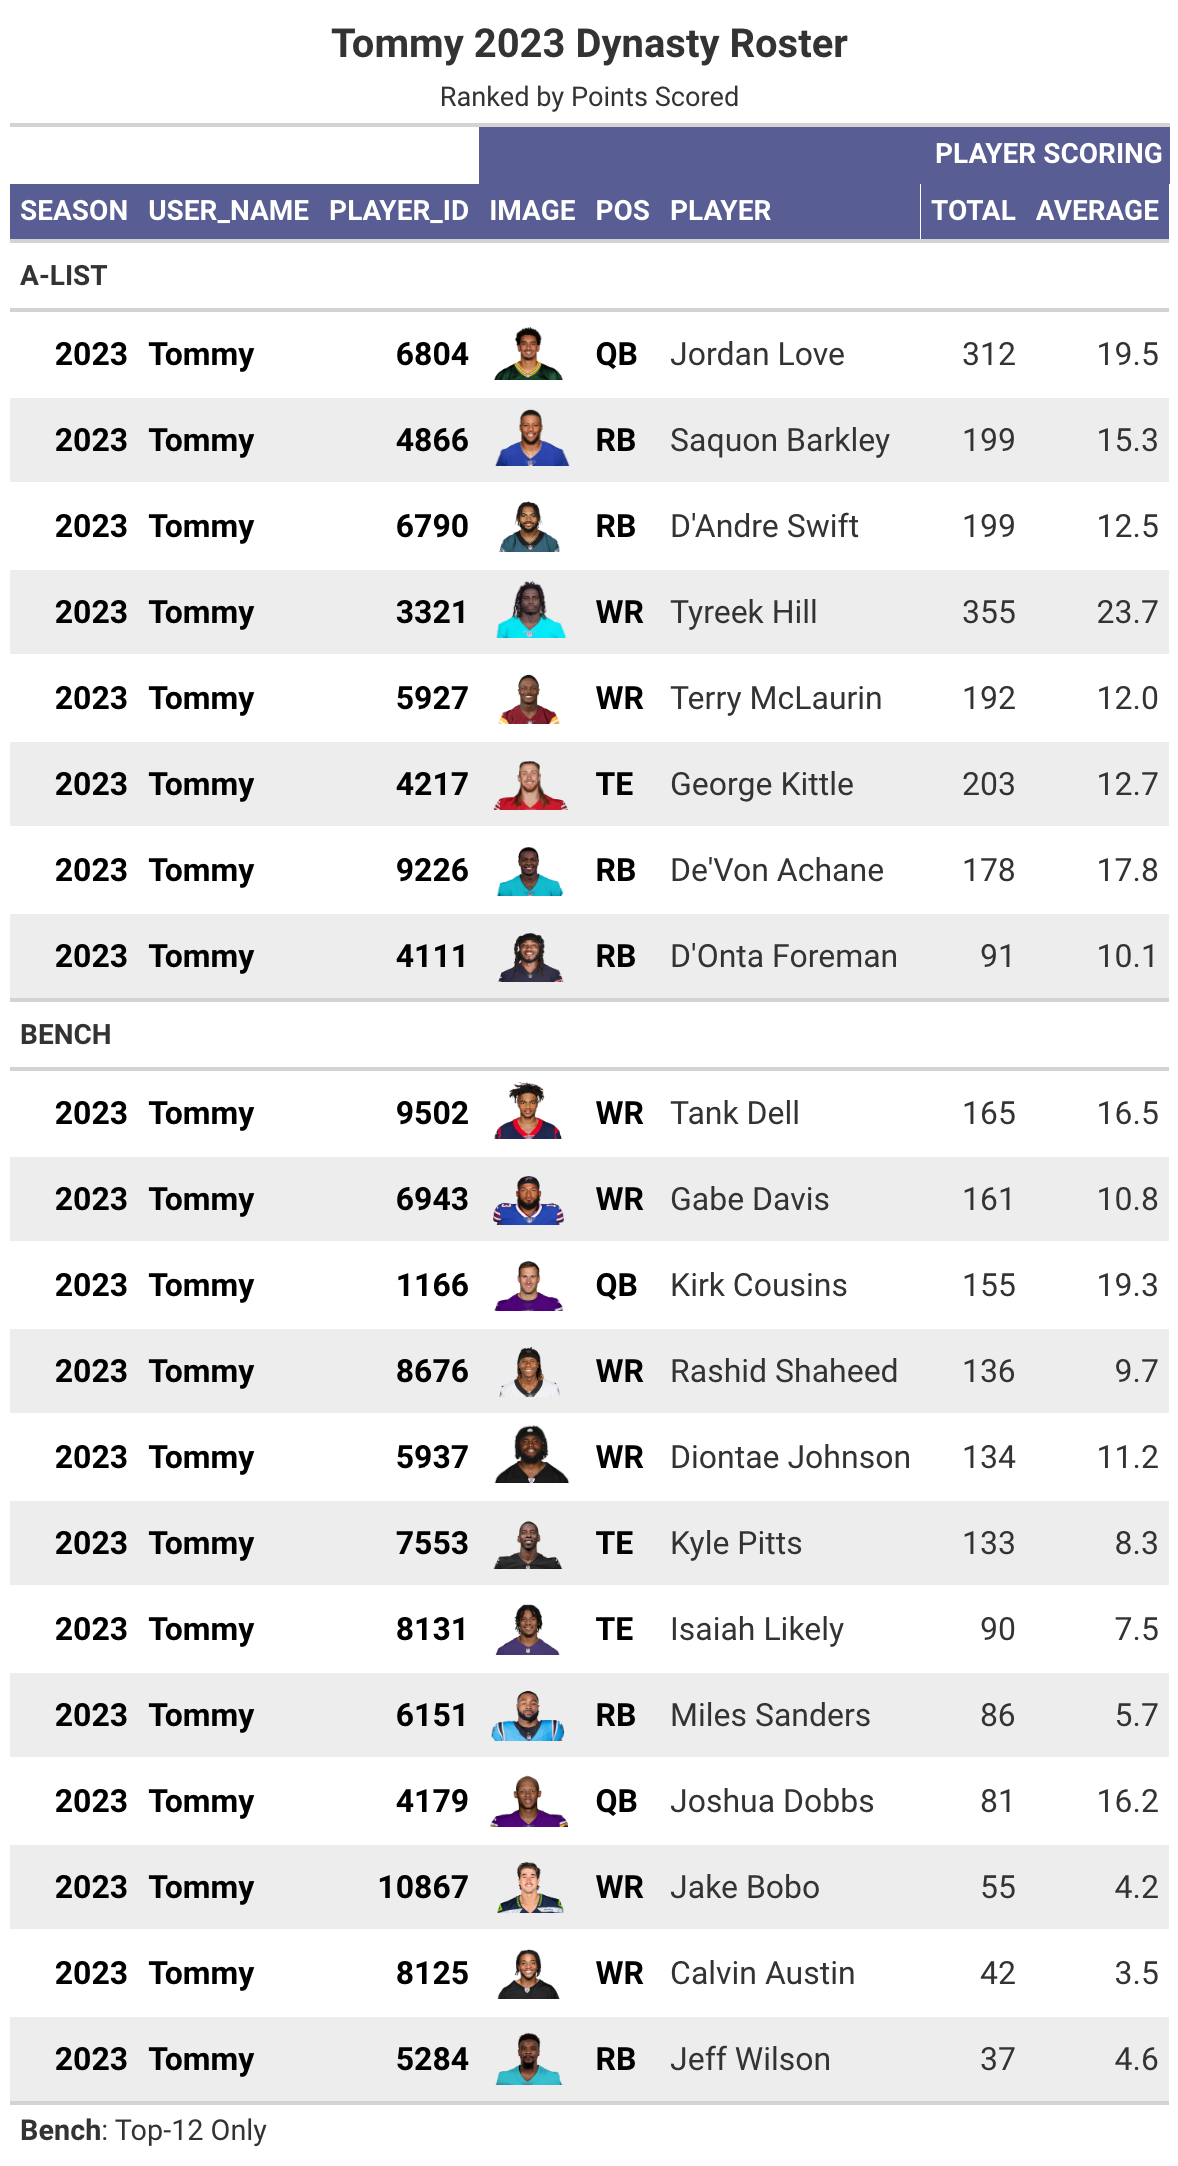 Tommy 2023 Dynasty Roster
Ranked by Points Scored
PLAYER SCORING
SEASON USER_NAME PLAYER_ID IMAGE POS PLAYER TOTAL AVERAGE
A-LIST
2023 Tommy 6804 QB Jordan Love 312 19.5
2023 Tommy 4866 RB Saquon Barkley 199 15.3
2023 Tommy 6790 RB D'Andre Swift 199 12.5
2023 Tommy 3321 WR Tyreek Hill 355 23.7
2023 Tommy 5927 WR Terry McLaurin 192 12.0
2023 Tommy 4217 TE George Kittle 203 12.7
2023 Tommy 9226 RB De'Von Achane 178 17.8
2023 Tommy 4111 RB D'Onta Foreman 91 10.1
BENCH
2023 Tommy 9502 WR Tank Dell 165 16.5
2023 Tommy 6943 WR Gabe Davis 161 10.8
2023 Tommy 1166 QB Kirk Cousins 155 19.3
2023 Tommy 8676 WR Rashid Shaheed 136 9.7
2023 Tommy 5937 WR Diontae Johnson 134 11.2
2023 Tommy 7553 TE Kyle Pitts 133 8.3
2023 Tommy 8131 TE Isaiah Likely 90 7.5
2023 Tommy 6151 RB Miles Sanders 86 5.7
2023 Tommy 4179 QB Joshua Dobbs 81 16.2
2023 Tommy 10867 WR Jake Bobo 55 4.2
2023 Tommy 8125 WR Calvin Austin 42 3.5
2023 Tommy 5284 RB Jeff Wilson 37 4.6
Bench: Top-12 Only